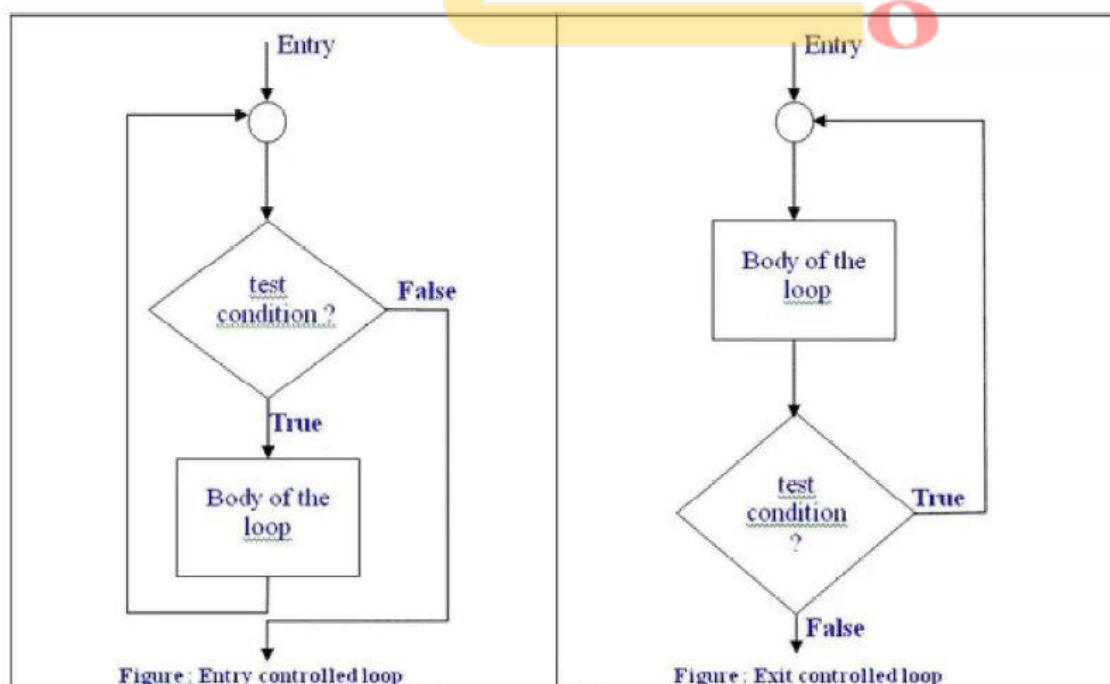 Entry
test
condition ?
False
True
Body of the
loop
Figure : Entry controlled loop
Entry
Body of the
loop
test
condition
?
True
False
Figure : Exit controlled loop